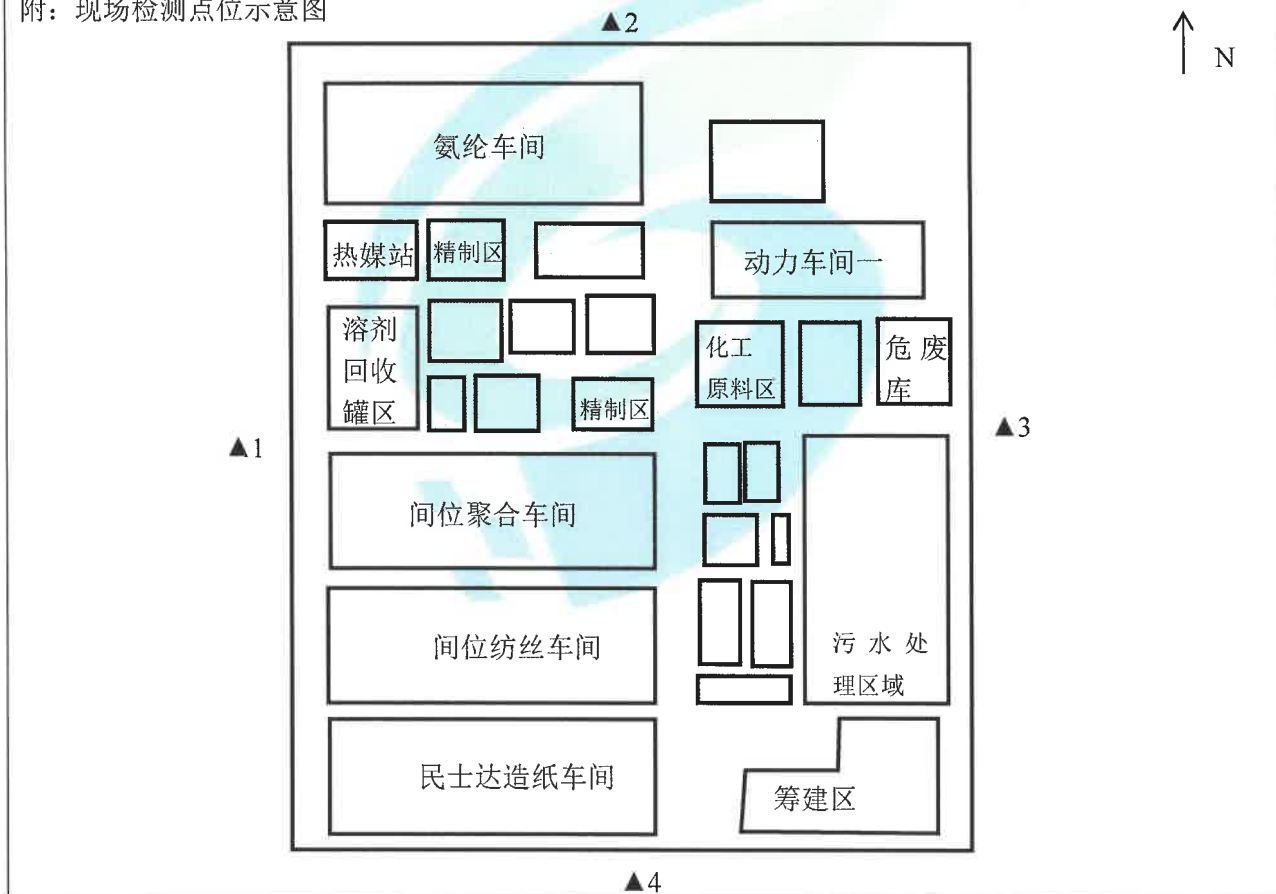 附：现场检测点位示意图
▲2
N
氨纶车间
热媒站
精制区
动力车间一
溶剂
回收
罐区
化工
原料区
危 废
库
精制区
▲1
▲3
间位聚合车间
间位纺丝车间
污 水 处
理区域
民士达造纸车间
筹建区
▲4